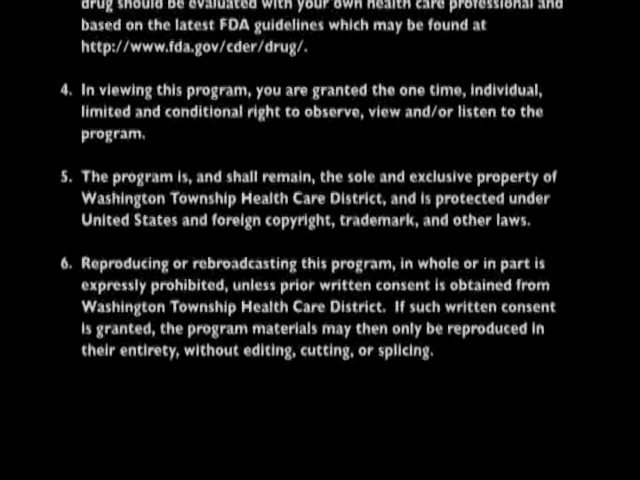 drug should be evaluated with your own health care professional and
based on the latest FDA guidelines which may be found at
http://www.fda.gov/cder/drug/.
4. In viewing this program, you are granted the one time, individual,
limited and conditional right to observe, view and/or listen to the
program.
5. The program is, and shall remain, the sole and exclusive property of
Washington Township Health Care District, and is protected under
United States and foreign copyright, trademark, and other laws.
6. Reproducing or rebroadcasting this program, in whole or in part is
expressly prohibited, unless prior written consent is obtained from
Washington Township Health Care District. If such written consent
is granted, the program materials may then only be reproduced in
their entirety, without editing, cutting, or splicing.